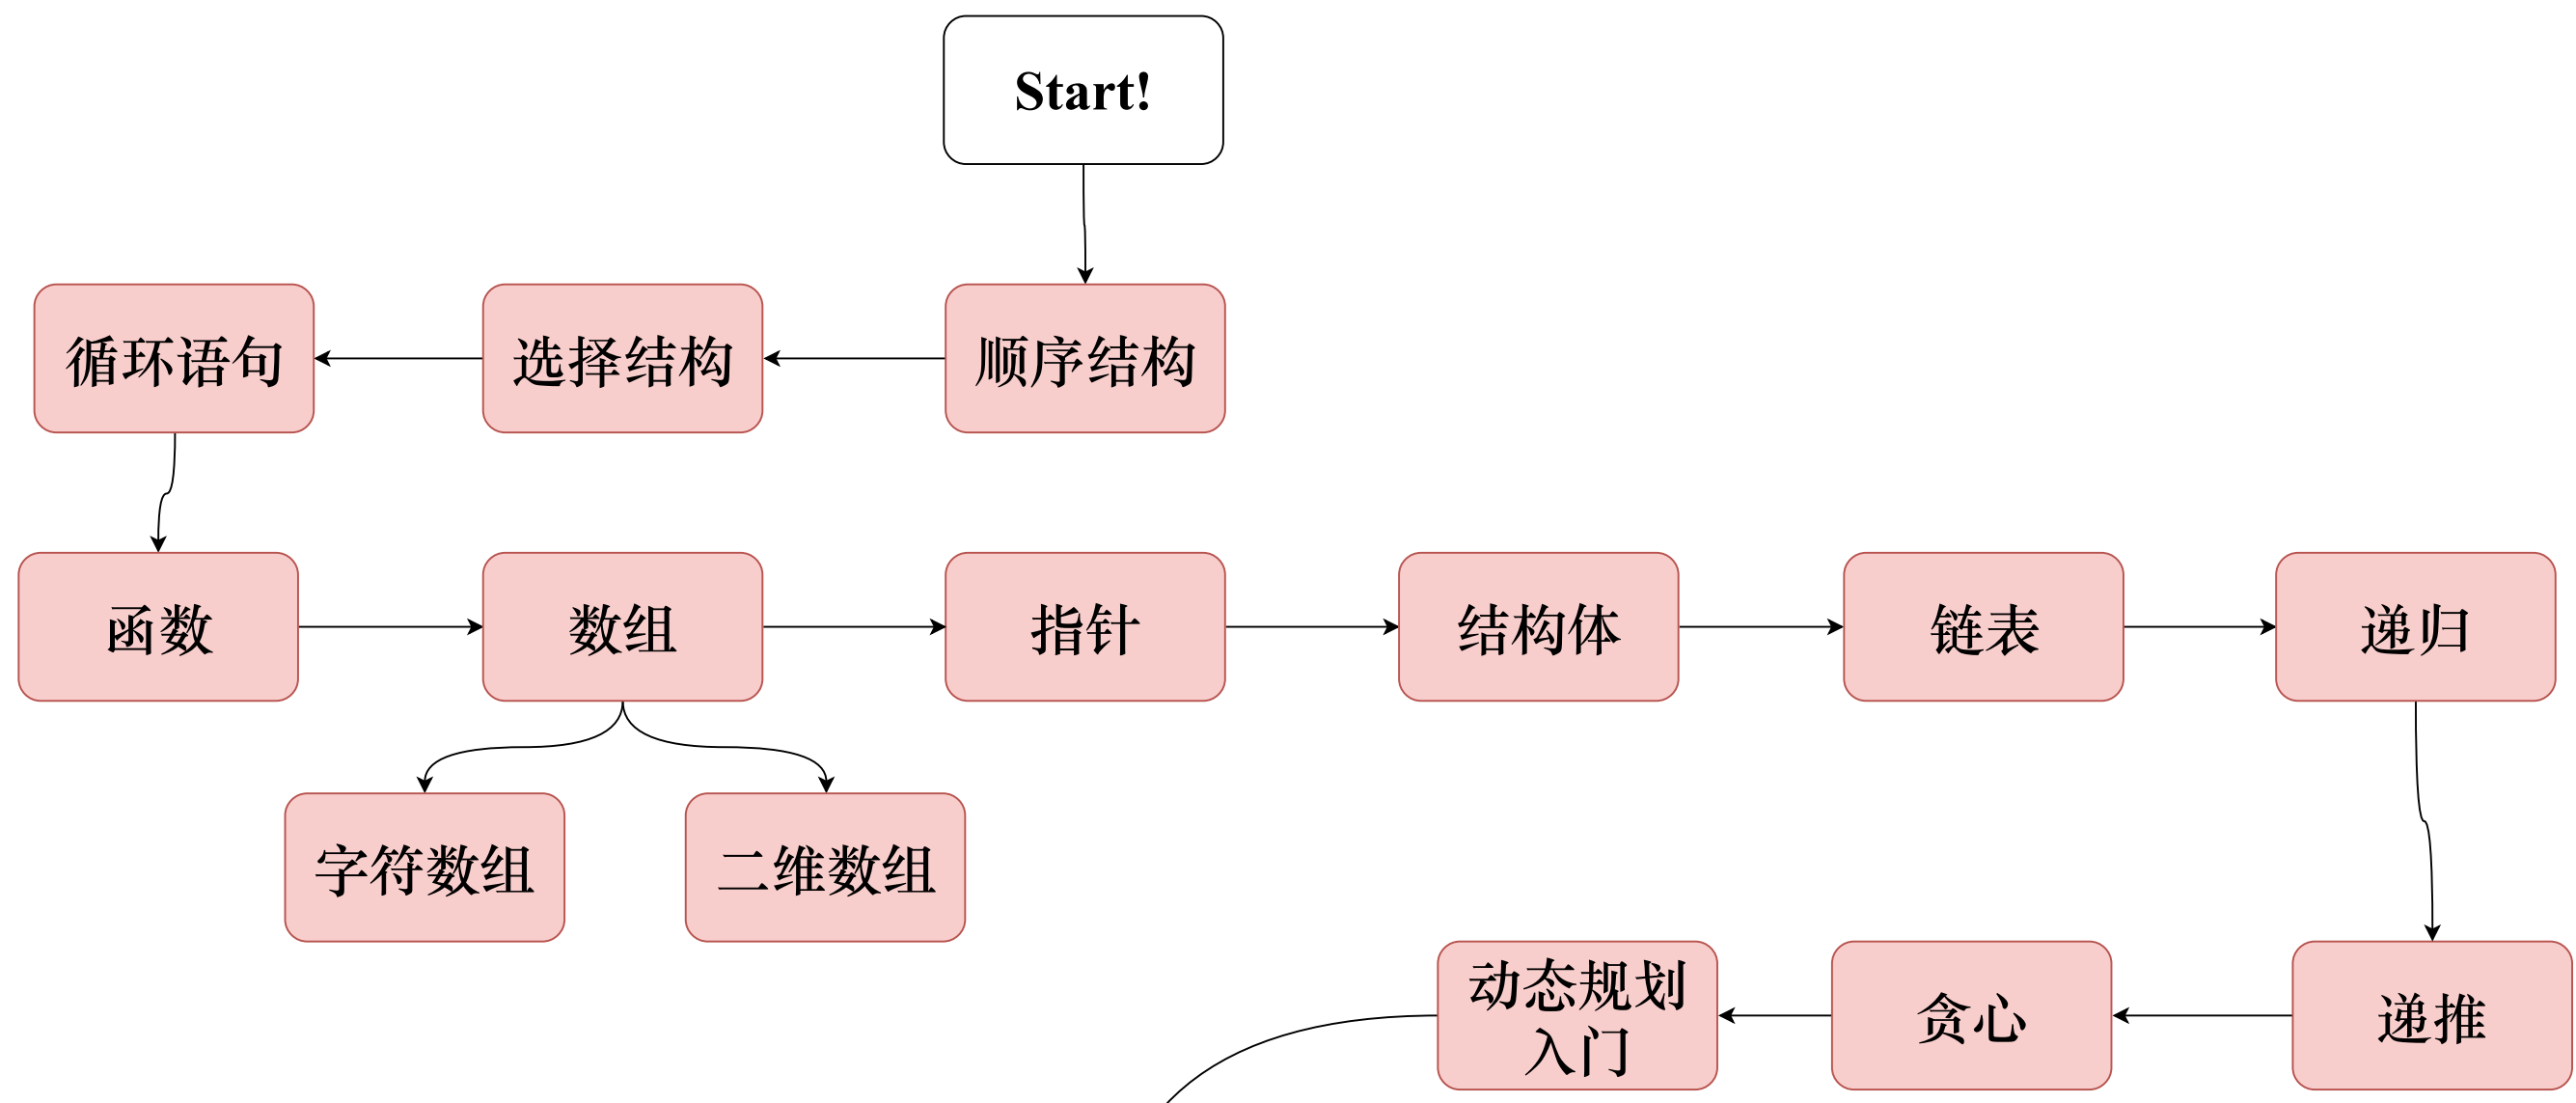 Start!
循环语句
选择结构
顺序结构
函数
数组
指针
结构体
链表
递归
字符数组
二维数组
动态规划
入门
贪心
递推